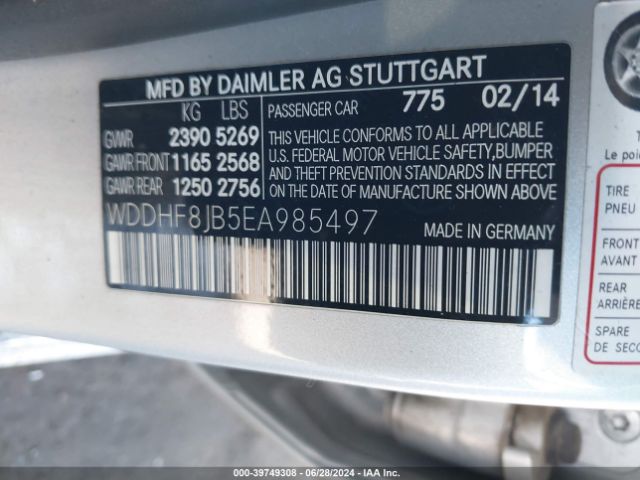 MFD BY DAIMLER AG STUTTGART
KG LBS
GVWR 2390 5269
GAWR FRONT 1165 2568
GAWR REAR 1250 2756
PASSENGER CAR 775 02/14
THIS VEHICLE CONFORMS TO ALL APPLICABLE
U.S. FEDERAL MOTOR VEHICLE SAFETY, BUMPER
AND THEFT PREVENTION STANDARDS IN EFFECT
ON DATE OF MANUFACTURE SHOWN ABOVE
WDDHF8JB5EA985497
MADE IN GERMANY
Le poi
TIRE
PNEU
FRONT
AVANT
REAR
ARRIÈRE
SPARE
DE SECO
000-39749308 - 06/28/2024 - IAA Inc.